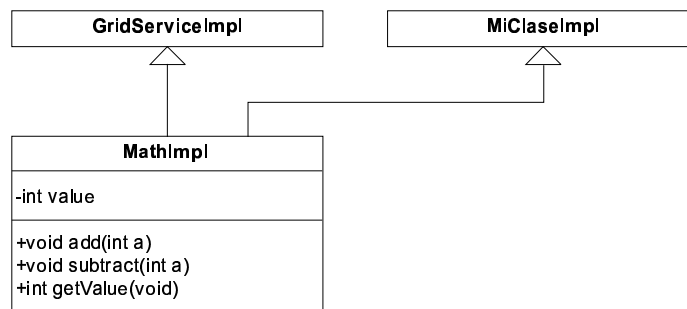 GridServiceImpl
MiClaseImpl
MathImpl
-int value
+void add(int a)
+void subtract(int a)
+int getValue(void)